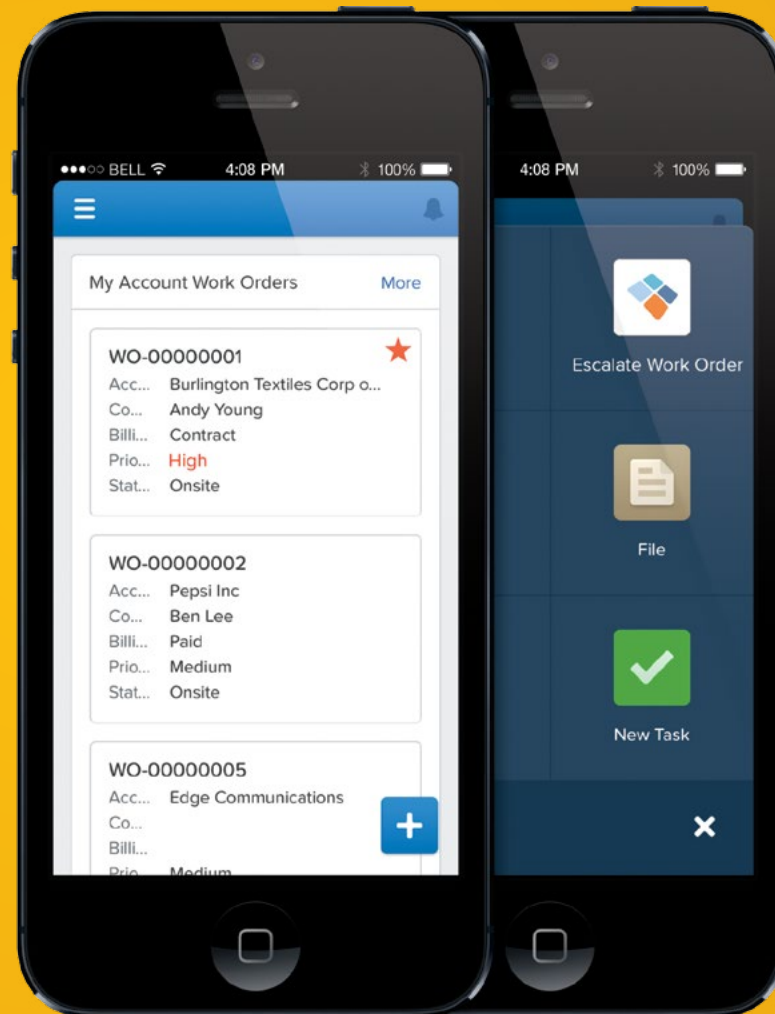 BELL 4:08 PM 100%
My Account Work Orders More
WO-00000001
Acc... Burlington Textiles Corp o...
Co... Andy Young
Billi... Contract
Prio... High
Stat... Onsite
WO-00000002
Acc... Pepsi Inc
Co... Ben Lee
Billi... Paid
Prio... Medium
Stat... Onsite
WO-00000005
Acc... Edge Communications
Co...
Billi...
Prio... Medium
4:08 PM 100%
Escalate Work Order
File
New Task